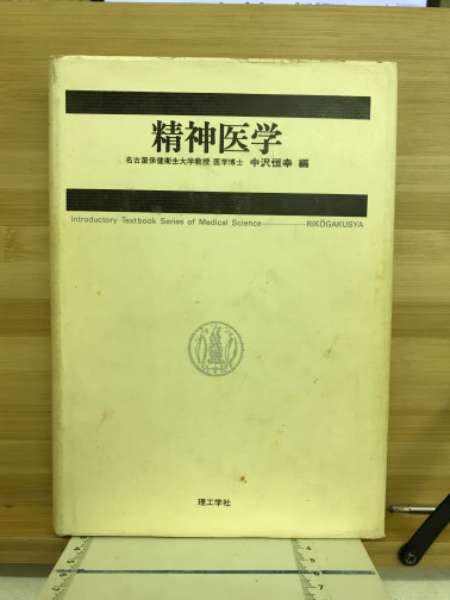 精神医学
名古屋保健衛生大学教授 医学博士 中沢恒幸 編
Introductory Textbook Series of Medical Science RIKŌGAKUSYA
理工学社